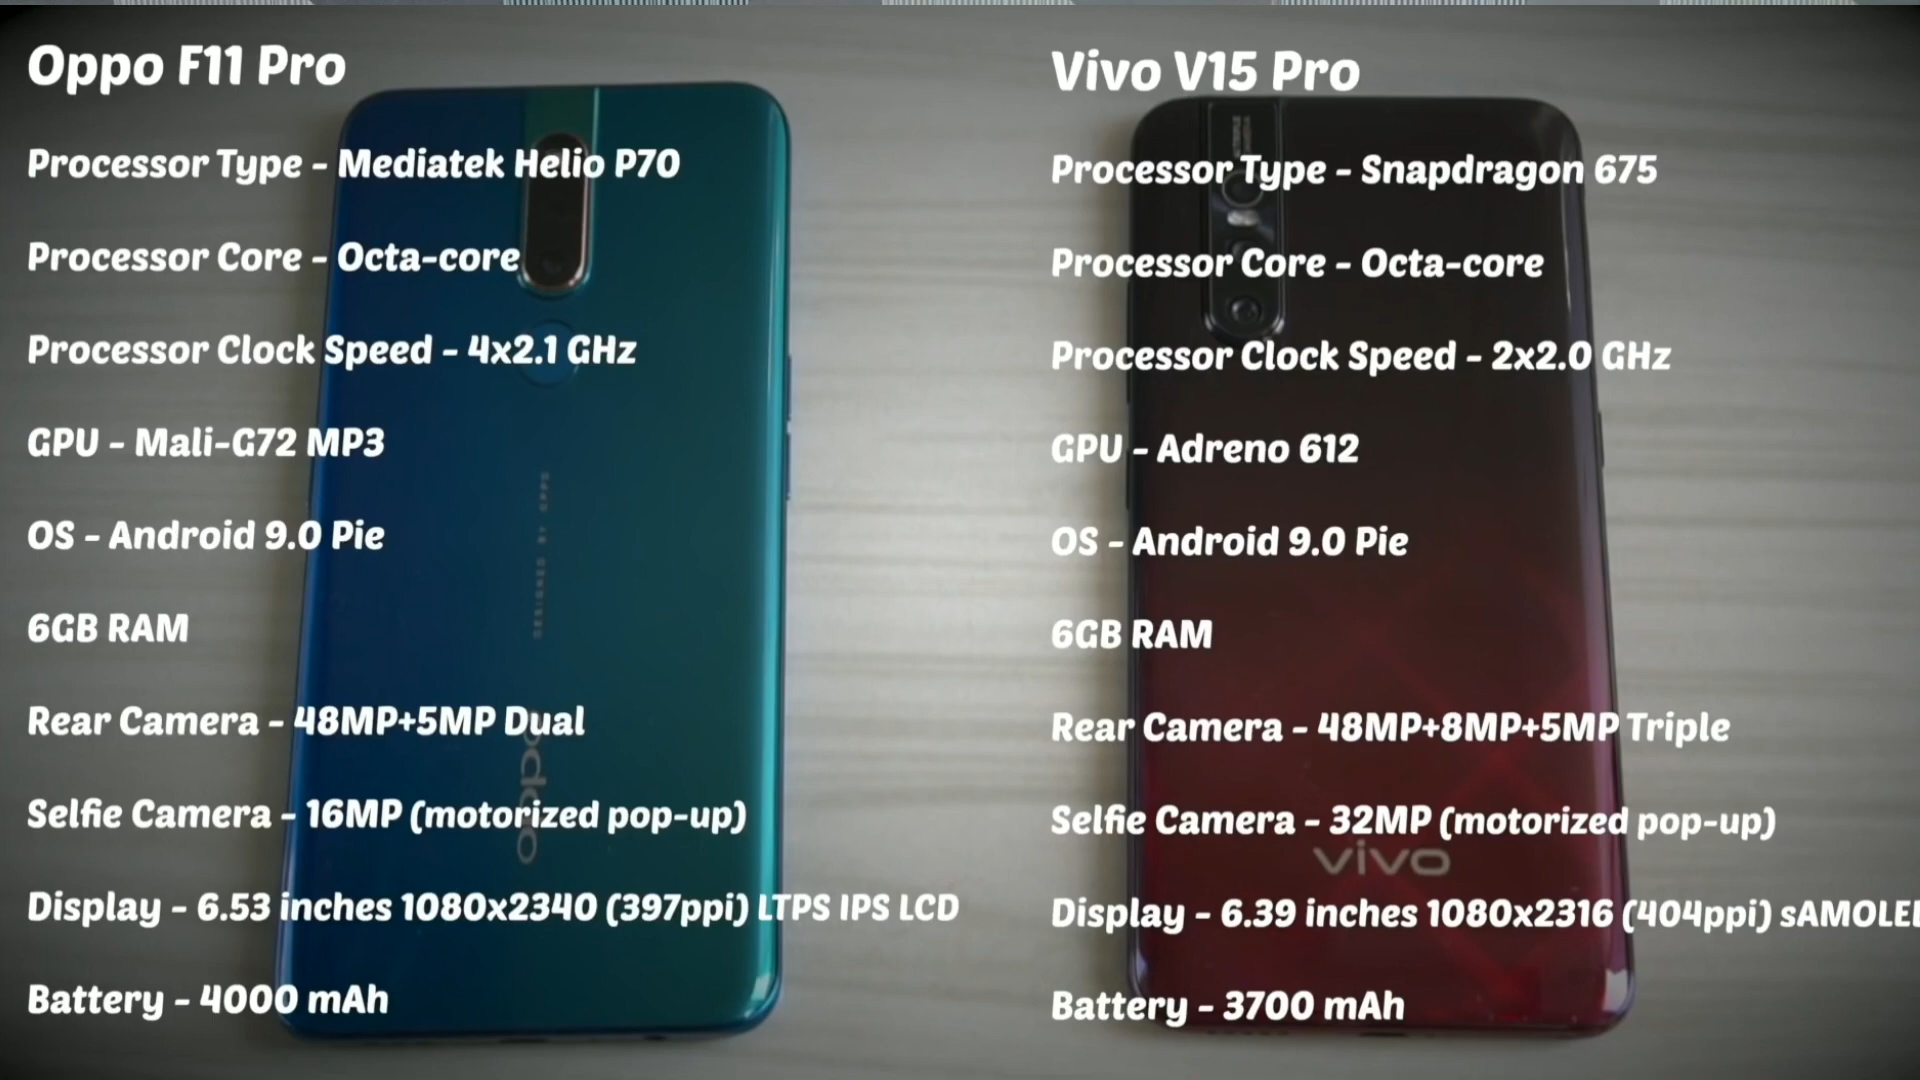 Oppo F11 Pro
Processor Type - Mediatek Helio P70
Processor Core - Octa-core
Processor Clock Speed - 4x2.1 GHz
GPU - Mali-G72 MP3
OS - Android 9.0 Pie
6GB RAM
Rear Camera - 48MP+5MP Dual
Selfie Camera - 16MP (motorized pop-up)
Display - 6.53 inches 1080x2340 (397ppi) LTPS IPS LCD
Battery - 4000 mAh
DESIGNED BY OPPO
oppo
Vivo V15 Pro
Processor Type - Snapdragon 675
Processor Core - Octa-core
Processor Clock Speed - 2x2.0 GHz
GPU - Adreno 612
OS - Android 9.0 Pie
6GB RAM
Rear Camera - 48MP+8MP+5MP Triple
Selfie Camera - 32MP (motorized pop-up)
vivo
Display - 6.39 inches 1080x2316 (404ppi)
Battery - 3700 mAh